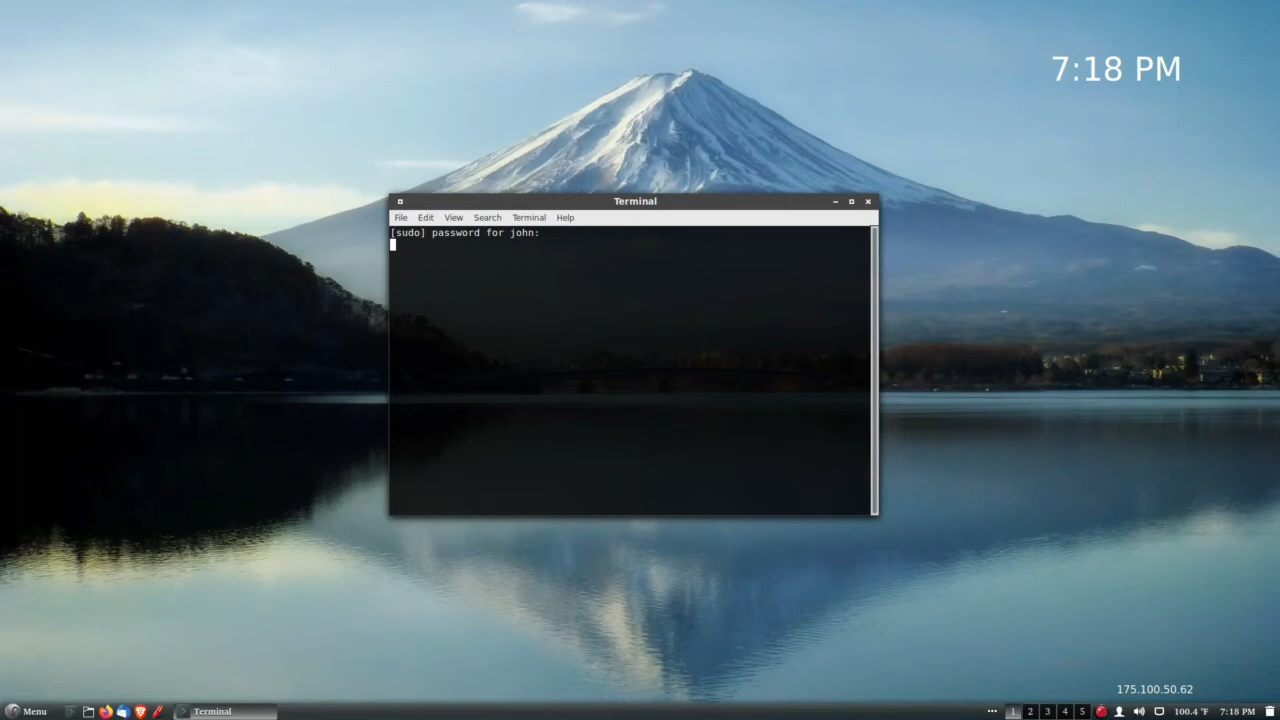 7:18 PM
Terminal
File Edit View Search Terminal Help
[sudo] password for john:
175.100.50.62
Menu Terminal 1 2 3 4 5 100.4 °F 7:18 PM